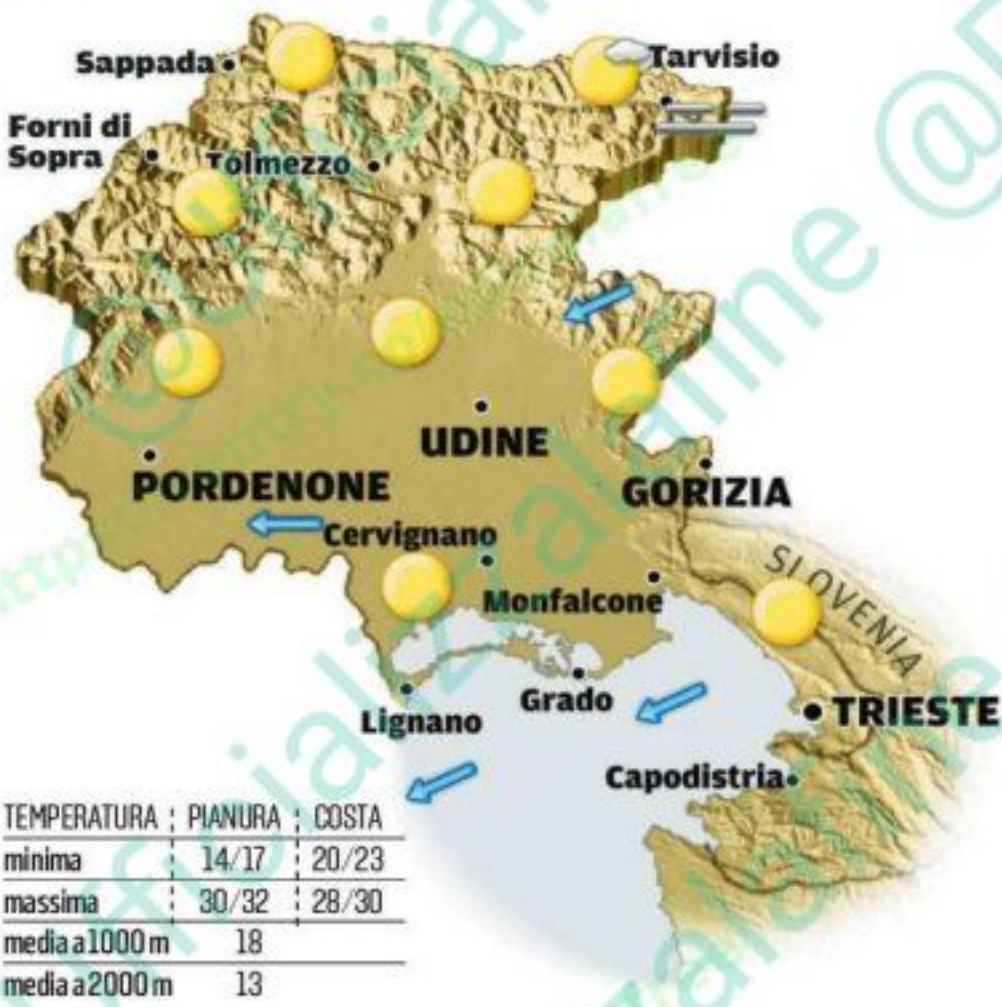 Sappada
Tarvisio
Forni di
Sopra
Tolmezzo
UDINE
PORDENONE
GORIZIA
Cervignano
SLOVENIA
Monfalcone
Grado
Lignano
TRIESTE
Capodistria
TEMPERATURA PIANURA COSTA
minima 14/17 20/23
massima 30/32 28/30
media a 1000 m 18
media a 2000 m 13